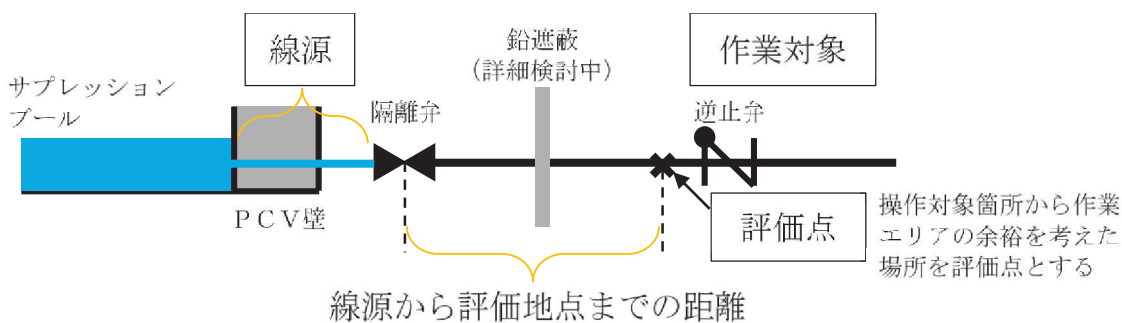 線源
鉛遮蔽
(詳細検討中)
作業対象
サプレッション
プール
隔離弁
逆止弁
PCV壁
評価点
操作対象箇所から作業
エリアの余裕を考えた
場所を評価点とする
線源から評価地点までの距離